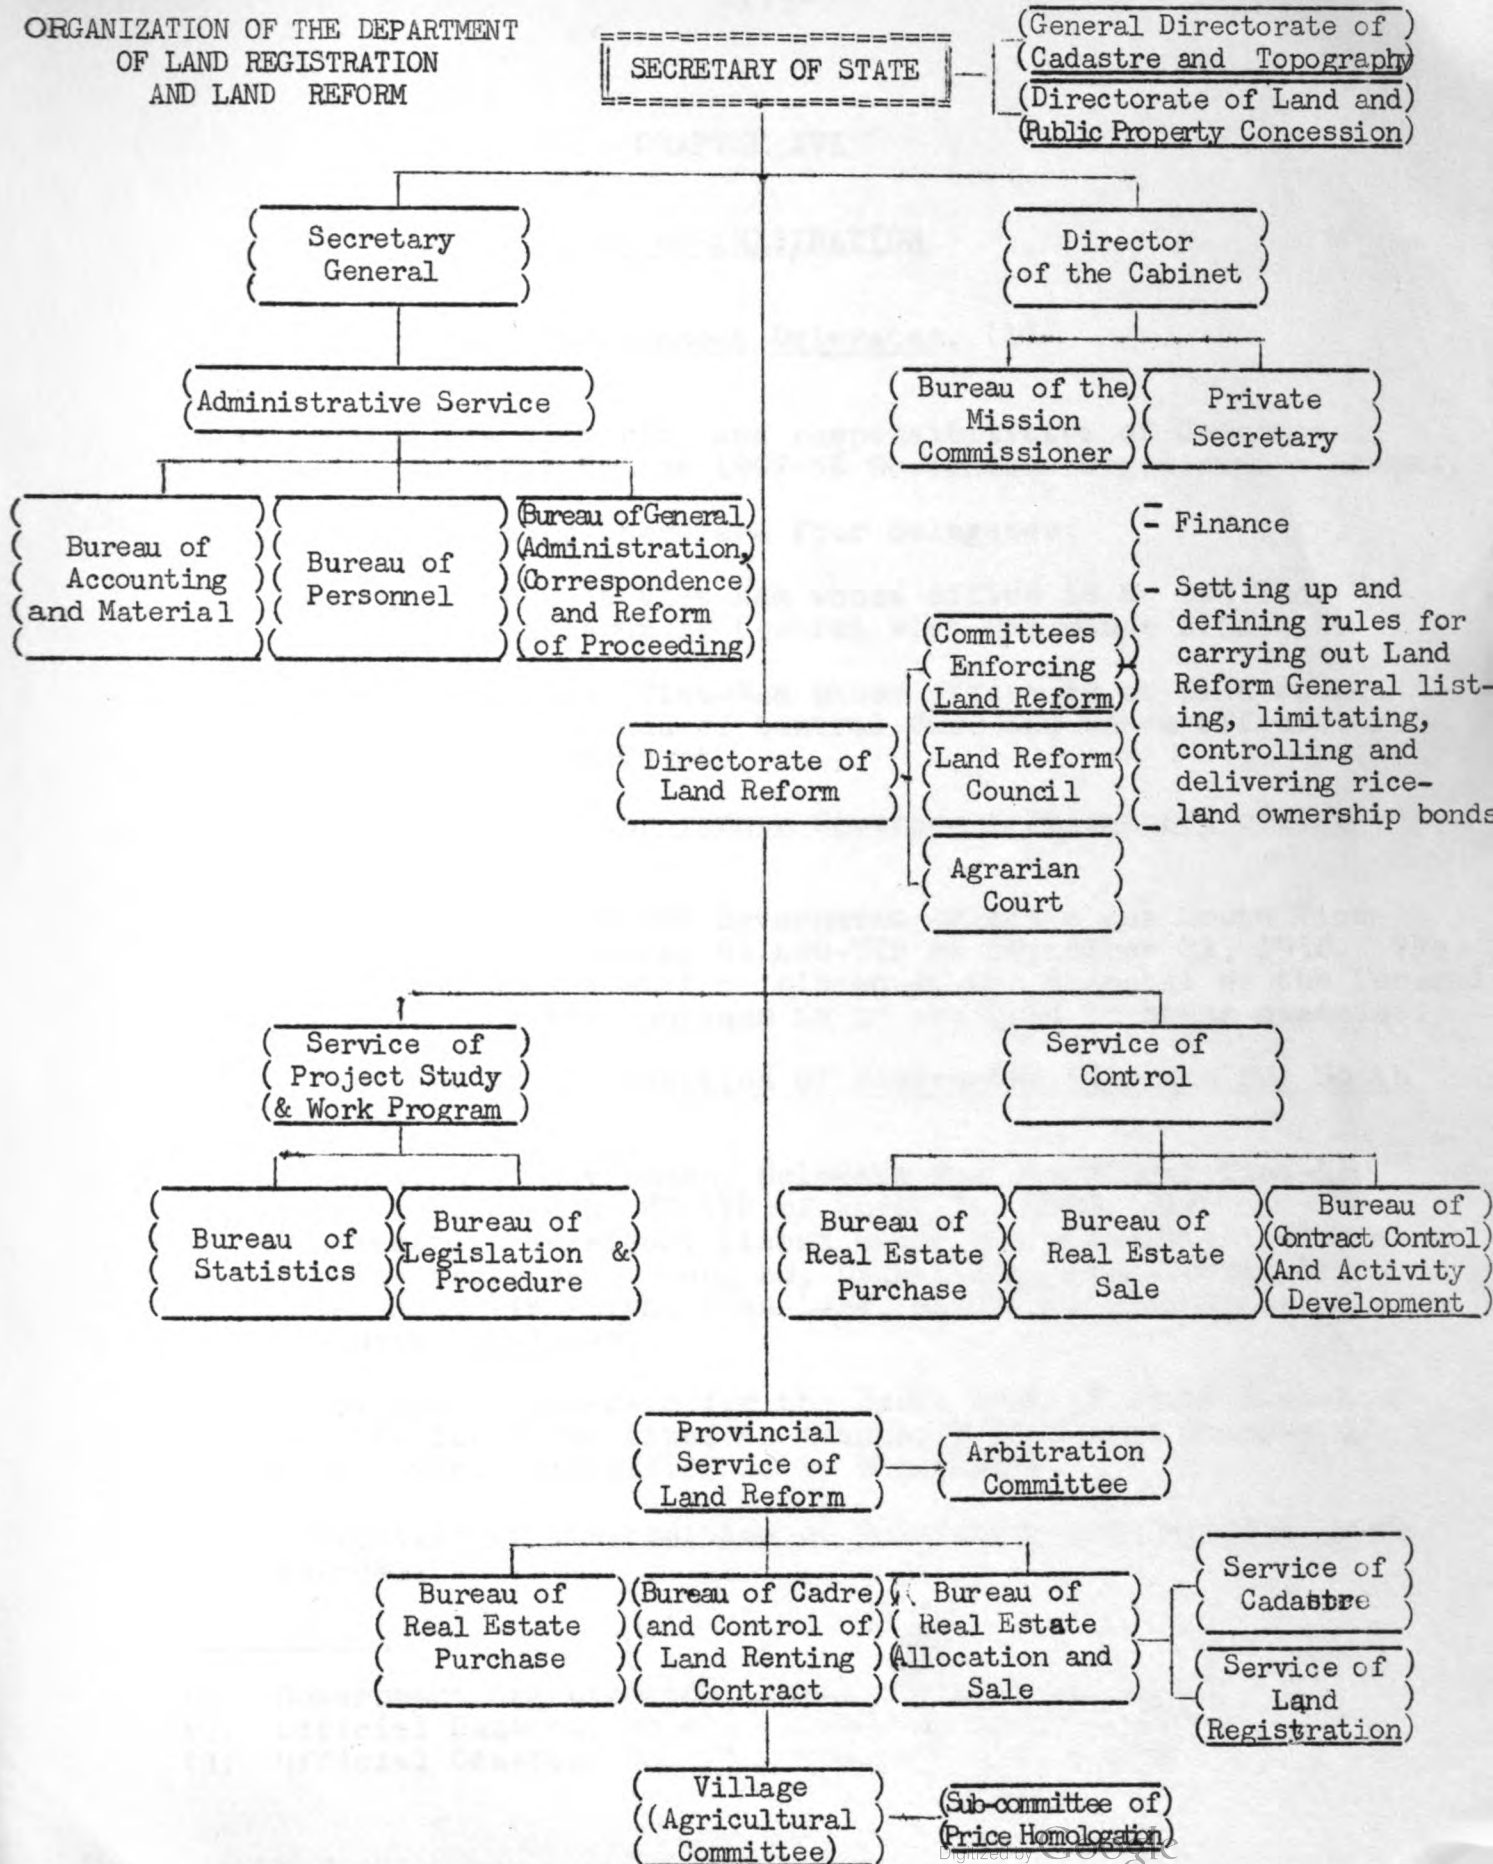 ORGANIZATION OF THE DEPARTMENT
OF LAND REGISTRATION
AND LAND REFORM
SECRETARY OF STATE
General Directorate of
Cadastre and Topography
Directorate of Land and
Public Property Concession
Secretary
General
Director
of the Cabinet
Administrative Service
Bureau of the
Mission
Commissioner
Private
Secretary
Bureau of
Accounting
and Material
Bureau of
Personnel
Bureau of General
Administration,
Correspondence
and Reform
of Proceeding
- Finance
- Setting up and
defining rules for
carrying out Land
Reform General list-
ing, limitating,
controlling and
delivering rice-
land ownership bonds
Committees
Enforcing
Land Reform
Directorate of
Land Reform
Land Reform
Council
Agrarian
Court
Service of
Project Study
& Work Program
Service of
Control
Bureau of
Statistics
Bureau of
Legislation &
Procedure
Bureau of
Real Estate
Purchase
Bureau of
Real Estate
Sale
Bureau of
Contract Control
And Activity
Development
Provincial
Service of
Land Reform
Arbitration
Committee
Bureau of
Real Estate
Purchase
Bureau of Cadre
and Control of
Land Renting
Contract
Bureau of
Real Estate
Allocation and
Sale
Service of
Cadastre
Service of
Land
Registration
Village
(Agricultural
Committee)
Sub-committee of
Price Homologation
Digitized by Google